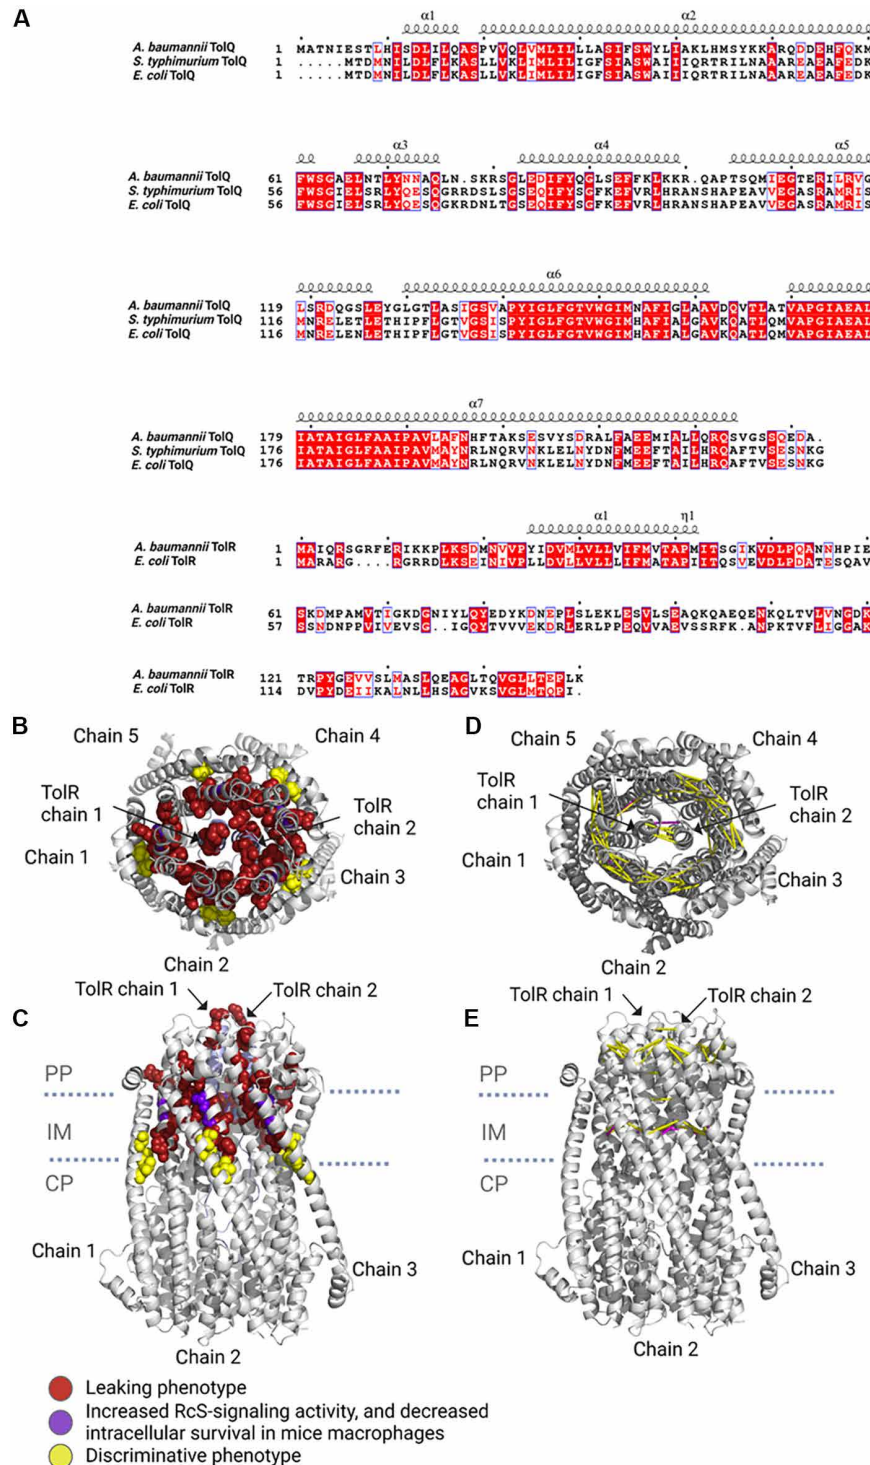 A
α1 α2
A. baumannii TolQ 1 MATNIESTLHISDLILQASPVVQLVMLILLLASIFSWYLIAKLHMSYKKARQDDEHFQKM
S. typhimurium TolQ 1 .....MTDMNILDLFLKASLLVKLIMLILIGFSIASWAIIIQRTRILNAAAREAEAFEDK
E. coli TolQ 1 .....MTDMNILDLFLKASLLVKLIMLILIGFSIASWAIIIQRTRILNAAAREAEAFEDK
α3 α4 α5
A. baumannii TolQ 61 FWSGAELNTLYNNAQLN.SKRSGLEDIFYQGLSEFFKLKKR.QAPTSQMIEGTERILRVG
S. typhimurium TolQ 56 FWSGIELSRLYQESQGRRDSLSGSEQIFYSGFKEFVRLHRANSHAPEAVVEGASRAMRIS
E. coli TolQ 56 FWSGIELSRLYQESQGKRDNLTGSEQIFYSGFKEFVRLHRANSHAPEAVVEGASRAMRIS
α6
A. baumannii TolQ 119 LSRDQGSLEYGLGTLASIGSVAPYIGLFGTVWGIMNAFIGLAAVDQVTLATVAPGIAEAL
S. typhimurium TolQ 116 MNRELETLETHIPFLGTVGSISPYIGLFGTVWGIMHAFIALGAVKQATLQMVAPGIAEAL
E. coli TolQ 116 MNRELENLETHIPFLGTVGSISPYIGLFGTVWGIMHAFIALGAVKQATLQMVAPGIAEAL
α7
A. baumannii TolQ 179 IATAIGLFAAIPAVLAFNHFTAKSESVYSDRALFAEEMIALLQRQSVGSSQEDA.
S. typhimurium TolQ 176 IATAIGLFAAIPAVMAYNRLNQRVNKLELNYDNFMEEFTAILHRQAFTVSESNKG
E. coli TolQ 176 IATAIGLFAAIPAVMAYNRLNQRVNKLELNYDNFMEEFTAILHRQAFTVSESNKG
α1 η1
A. baumannii TolR 1 MAIQRSGRFERIKKPLKSDMNVVPYIDVMLVLLVIFMVTAPMITSGIKVDLPQANNHPIE
E. coli TolR 1 MARARG....RGRRDLKSEINIVPLLDVLLVLLLIFMATAPIITQSVEVDLPDATESQAV
A. baumannii TolR 61 SKDMPAMVTIGKDGNIYLQYEDYKDNEPLSLEKLESVLSEAQKQAEQENKQLTVLVNGDK
E. coli TolR 57 SSNDNPPVIVEVSG..IGQYTVVVEKDRLERLPPEQVVAEVSSRFK.ANPKTVFLIGGAK
A. baumannii TolR 121 TRPYGEVVSLMASLQEAGLTQVGLLTEPLK
E. coli TolR 114 DVPYDEIIKALNLLHSAGVKSVGLMTQPI.
B
Chain 5
Chain 4
TolR
chain 1
TolR
chain 2
Chain 1
Chain 3
Chain 2
D
Chain 5
Chain 4
TolR
chain 1
TolR
chain 2
Chain 1
Chain 3
Chain 2
C
TolR chain 1
TolR chain 2
PP
IM
CP
Chain 1
Chain 3
Chain 2
E
TolR chain 1
TolR chain 2
PP
IM
CP
Chain 1
Chain 3
Chain 2
Leaking phenotype
Increased RcS-signaling activity, and decreased
intracellular survival in mice macrophages
Discriminative phenotype